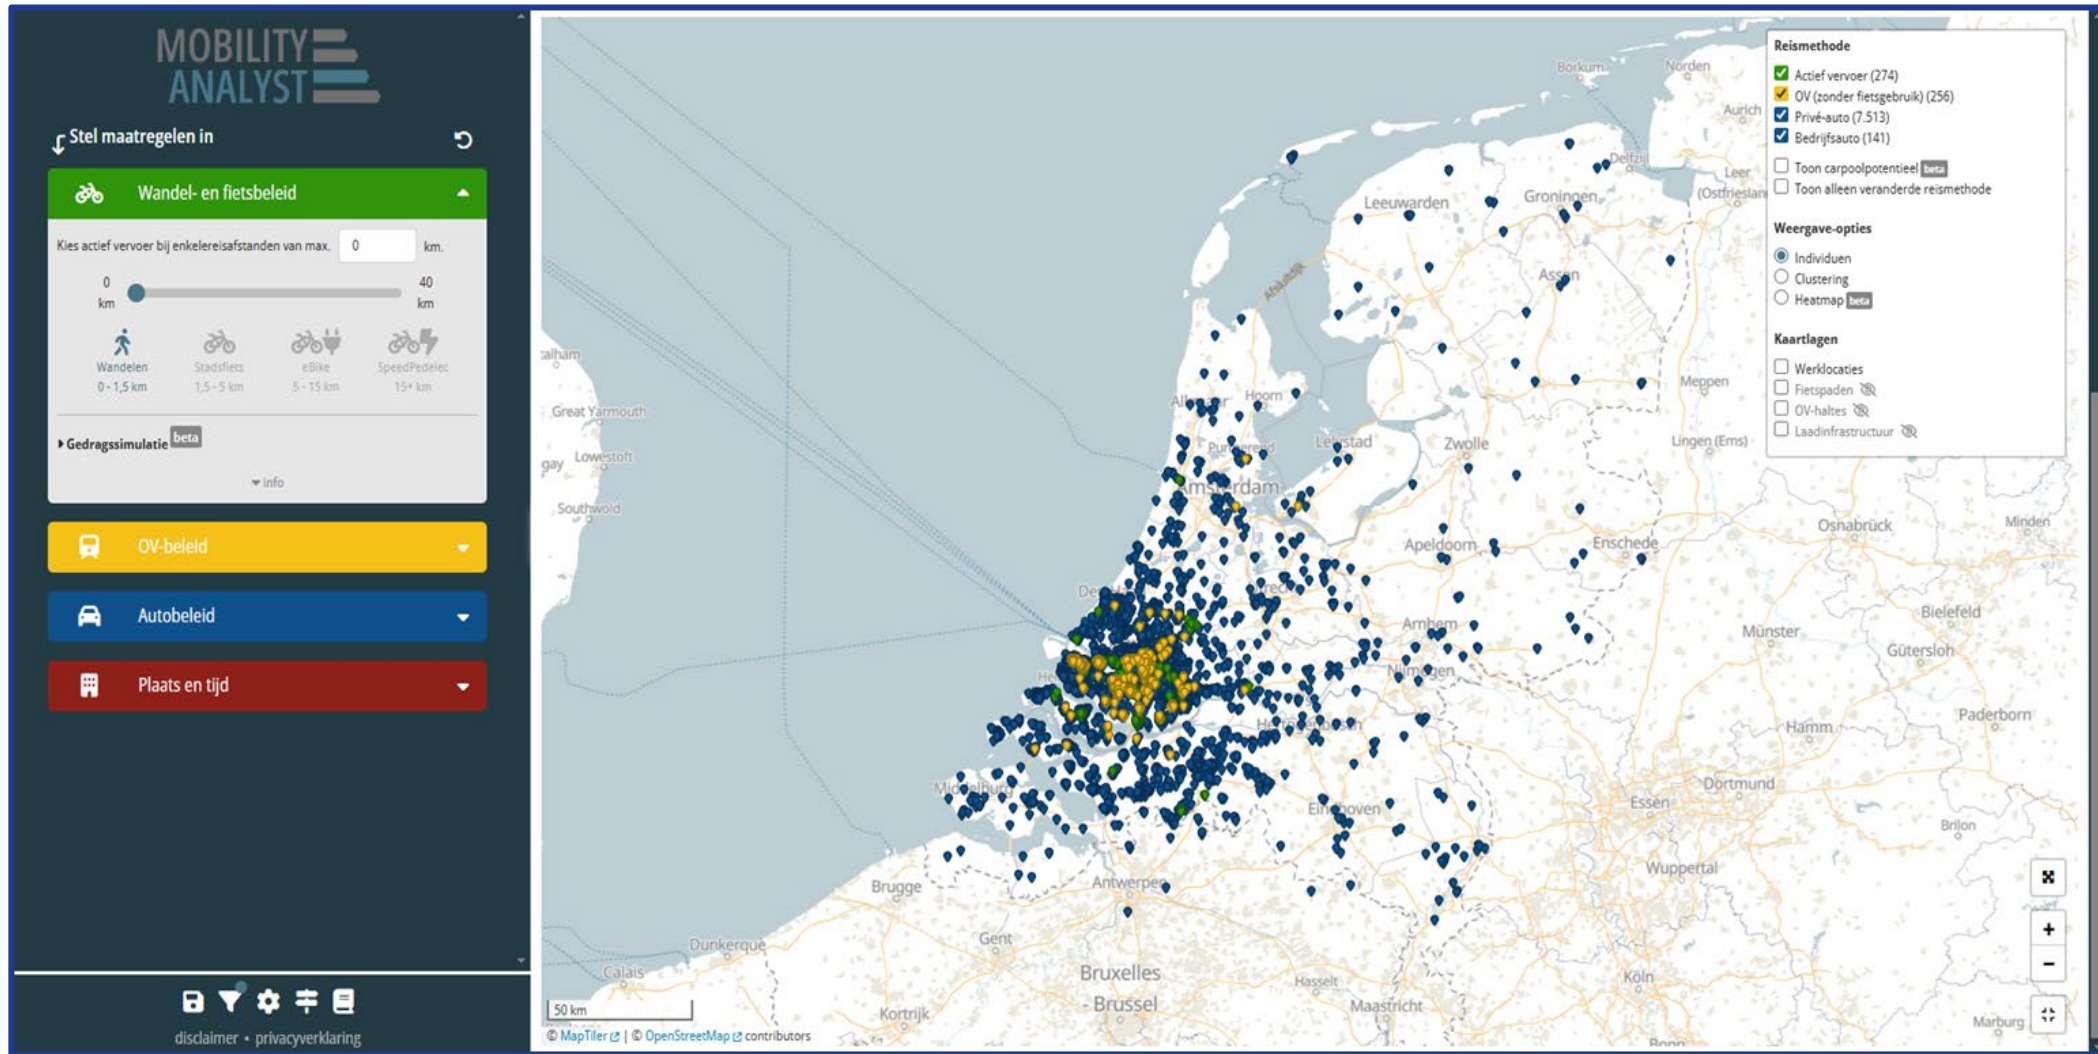 MOBILITY
ANALYST
Stel maatregelen in
Wandel- en fietsbeleid
Kies actief vervoer bij enkelereisafstanden van max. 0 km.
0 40
km km
Wandelen Stadsfiets eBike SpeedPedelec
0 - 1,5 km 1,5 - 5 km 5 - 15 km 15+ km
Gedragssimulatie beta
info
OV-beleid
Autobeleid
Plaats en tijd
disclaimer • privacyverklaring
Reismethode
Actief vervoer (274)
OV (zonder fietsgebruik) (256)
Privé-auto (7.513)
Bedrijfsauto (141)
Toon carpoolpotentieel beta
Toon alleen veranderde reismethode
Weergave-opties
Individuen
Clustering
Heatmap beta
Kaartlagen
Werklocaties
Fietspaden
OV-haltes
Laadinfrastructuur
Borkum
Norden
Aurich
Delfzijl
Leer
(Ostfriesland
Leeuwarden
Groningen
Assen
Afsluitdijk
Meppen
Hoorn
Great Yarmouth
Lowestoft
Southwold
Lelystad
Zwolle
Lingen (Ems)
Amsterdam
Osnabrück
Minden
Apeldoorn
Enschede
Bielefeld
Arnhem
Münster
Gütersloh
Nijmegen
Paderborn
Hamm
Middelburg
Dortmund
Eindhoven
Essen
Brilon
Wuppertal
Brugge
Antwerpen
Gent
Dunkerque
Calais
Bruxelles
- Brussel
Hasselt
Köln
Kortrijk
Maastricht
Marburg
Bonn
50 km
© MapTiler | © OpenStreetMap contributors
+
−